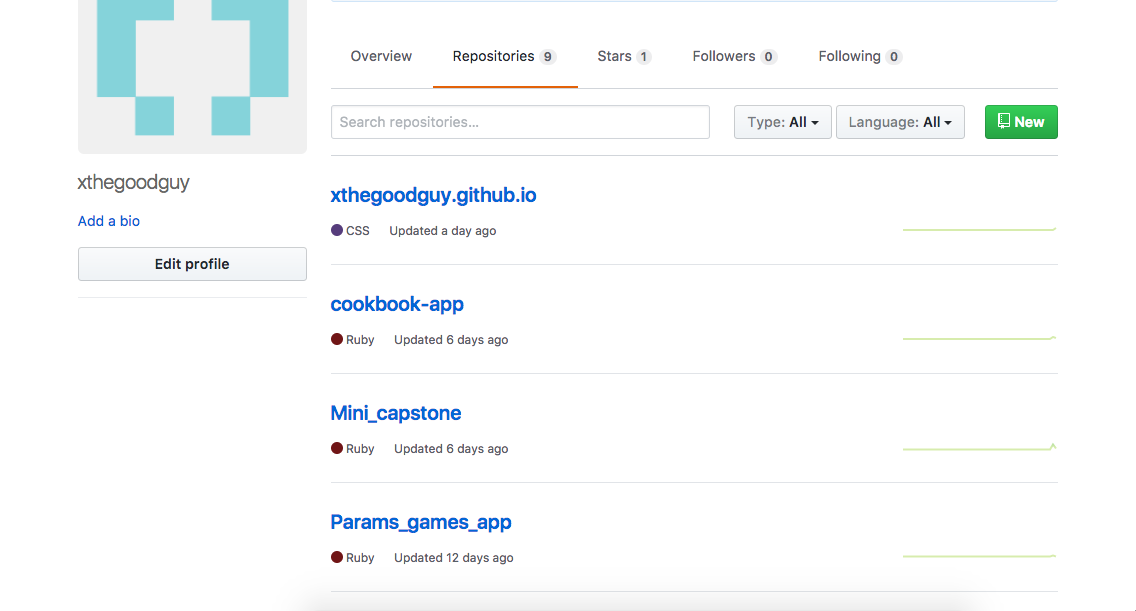 Overview Repositories 9 Stars 1 Followers 0 Following 0
Search repositories... Type: All Language: All New
xthegoodguy
Add a bio
Edit profile
xthegoodguy.github.io
CSS Updated a day ago
cookbook-app
Ruby Updated 6 days ago
Mini_capstone
Ruby Updated 6 days ago
Params_games_app
Ruby Updated 12 days ago